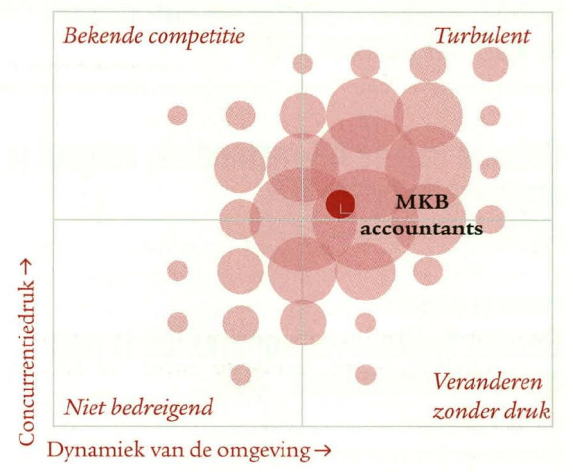 Bekende competitie
Turbulent
MKB
accountants
Concurrentiedruk →
Niet bedreigend
Veranderen
zonder druk
Dynamiek van de omgeving →